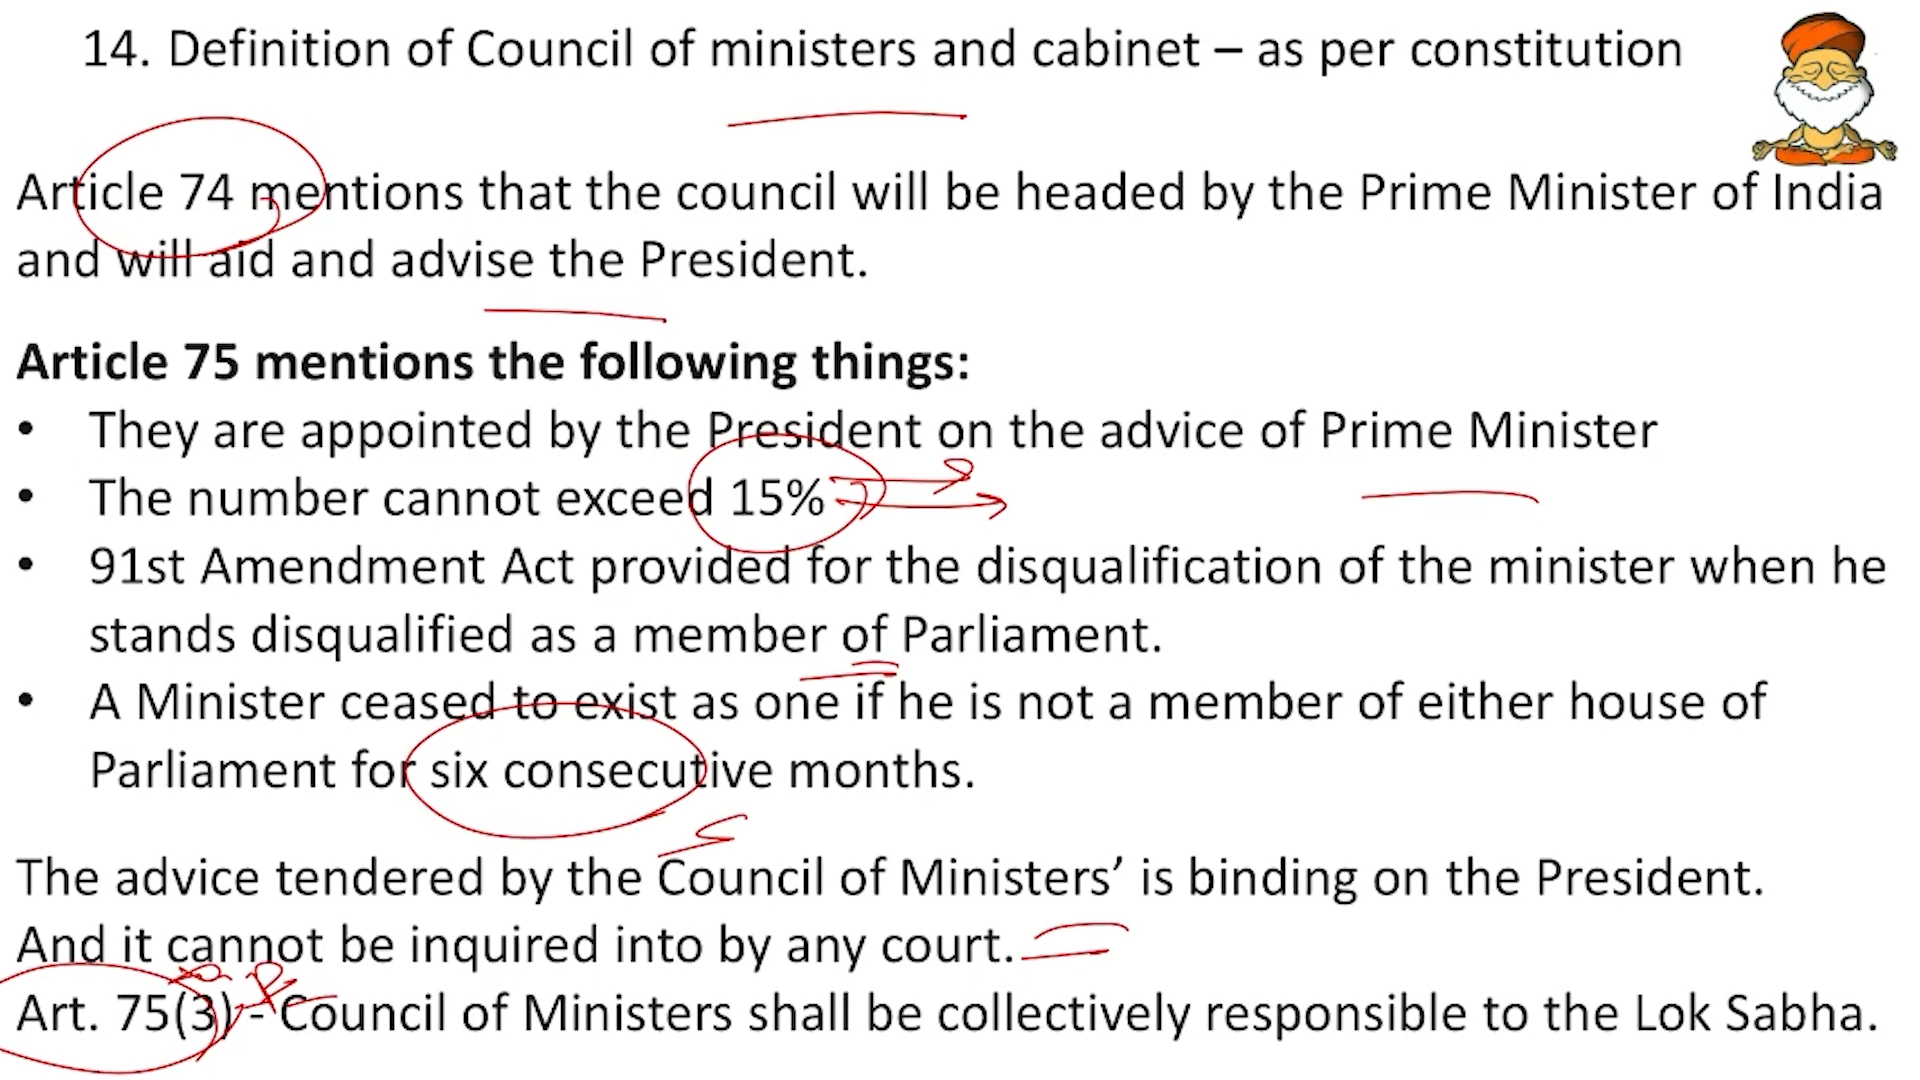 14. Definition of Council of ministers and cabinet – as per constitution
Article 74 mentions that the council will be headed by the Prime Minister of India
and will aid and advise the President.
Article 75 mentions the following things:
• They are appointed by the President on the advice of Prime Minister
• The number cannot exceed 15%
• 91st Amendment Act provided for the disqualification of the minister when he
stands disqualified as a member of Parliament.
• A Minister ceased to exist as one if he is not a member of either house of
Parliament for six consecutive months.
The advice tendered by the Council of Ministers’ is binding on the President.
And it cannot be inquired into by any court.
Art. 75(3) - Council of Ministers shall be collectively responsible to the Lok Sabha.